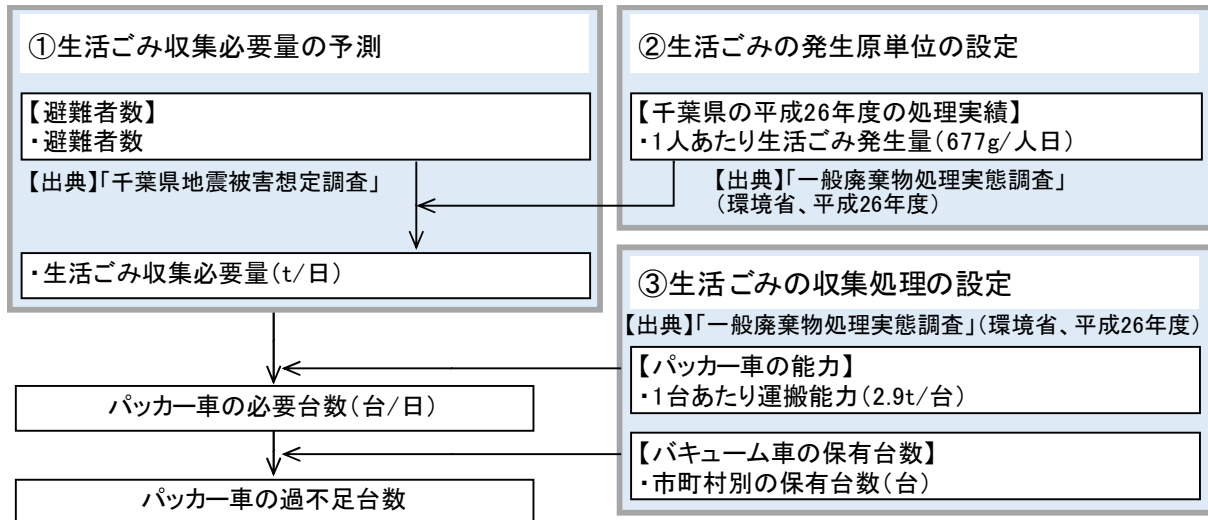 ①生活ごみ収集必要量の予測
【避難者数】
・避難者数
【出典】「千葉県地震被害想定調査」
・生活ごみ収集必要量(t/日)
パッカー車の必要台数(台/日)
パッカー車の過不足台数
②生活ごみの発生原単位の設定
【千葉県の平成26年度の処理実績】
・1人あたり生活ごみ発生量(677g/人日)
【出典】「一般廃棄物処理実態調査」
(環境省、平成26年度)
③生活ごみの収集処理の設定
【出典】「一般廃棄物処理実態調査」(環境省、平成26年度)
【パッカー車の能力】
・1台あたり運搬能力(2.9t/台)
【バキューム車の保有台数】
・市町村別の保有台数(台)